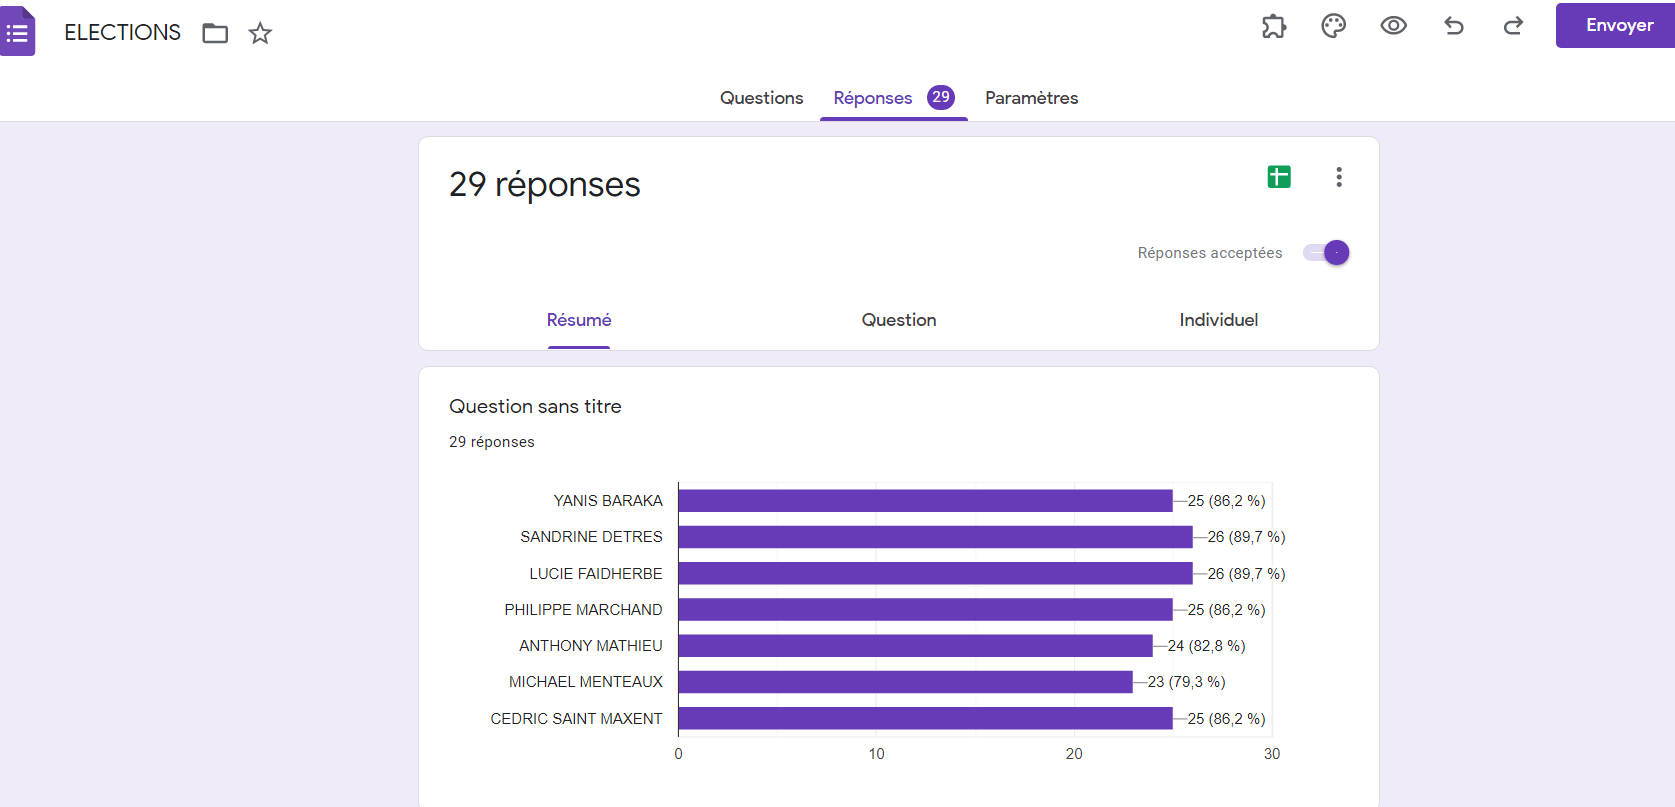 ELECTIONS
Envoyer
Questions Réponses 29 Paramètres
29 réponses
Réponses acceptées
Résumé Question Individuel
Question sans titre
29 réponses
YANIS BARAKA 25 (86,2 %)
SANDRINE DETRES 26 (89,7 %)
LUCIE FAIDHERBE 26 (89,7 %)
PHILIPPE MARCHAND 25 (86,2 %)
ANTHONY MATHIEU 24 (82,8 %)
MICHAEL MENTEAUX 23 (79,3 %)
CEDRIC SAINT MAXENT 25 (86,2 %)
0 10 20 30